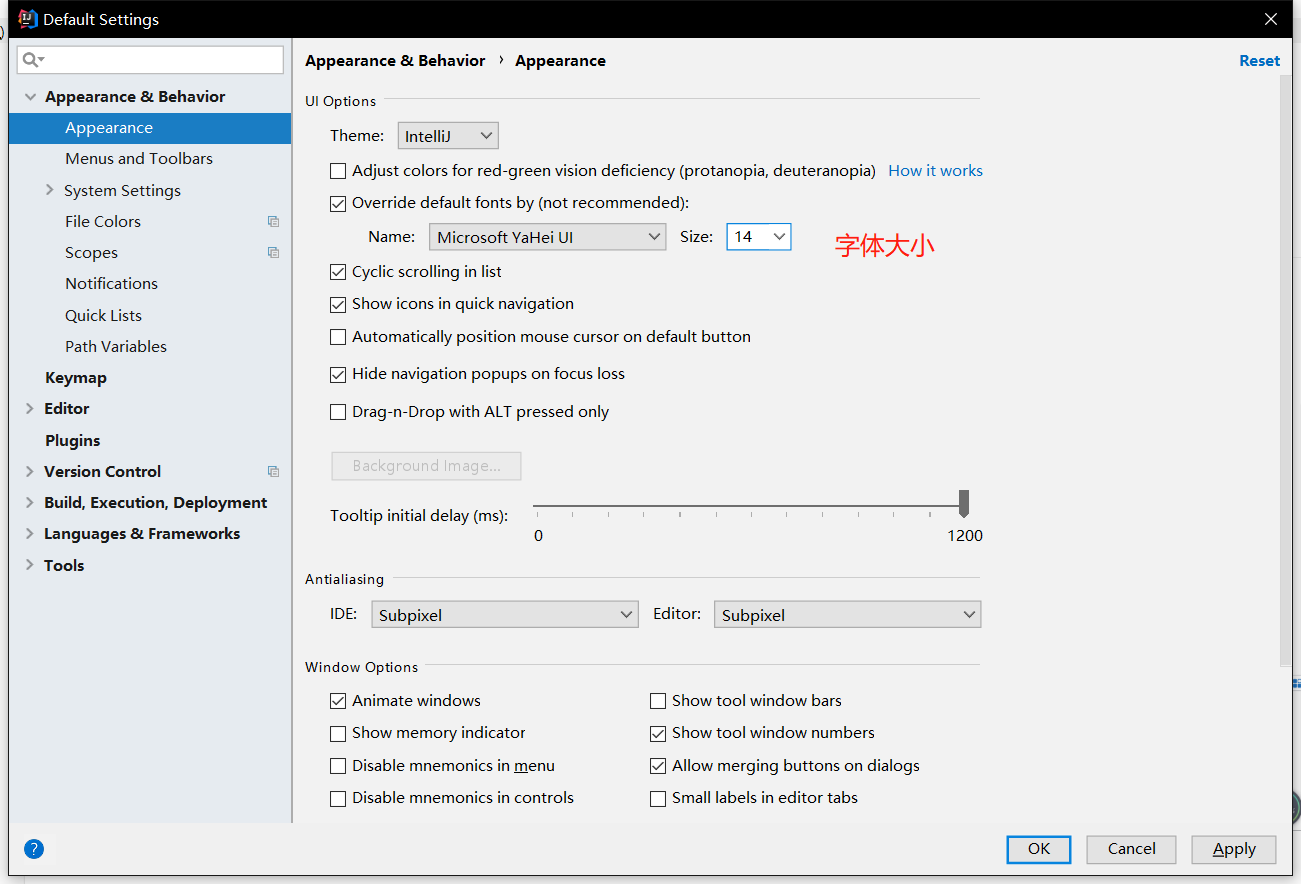 Default Settings
Appearance & Behavior › Appearance
Reset
Appearance & Behavior
Appearance
Menus and Toolbars
System Settings
File Colors
Scopes
Notifications
Quick Lists
Path Variables
Keymap
Editor
Plugins
Version Control
Build, Execution, Deployment
Languages & Frameworks
Tools
UI Options
Theme: IntelliJ
Adjust colors for red-green vision deficiency (protanopia, deuteranopia) How it works
Override default fonts by (not recommended):
Name: Microsoft YaHei UI Size: 14 字体大小
Cyclic scrolling in list
Show icons in quick navigation
Automatically position mouse cursor on default button
Hide navigation popups on focus loss
Drag-n-Drop with ALT pressed only
Background Image...
Tooltip initial delay (ms):
0 1200
Antialiasing
IDE: Subpixel Editor: Subpixel
Window Options
Animate windows Show tool window bars
Show memory indicator Show tool window numbers
Disable mnemonics in menu Allow merging buttons on dialogs
Disable mnemonics in controls Small labels in editor tabs
? OK Cancel Apply